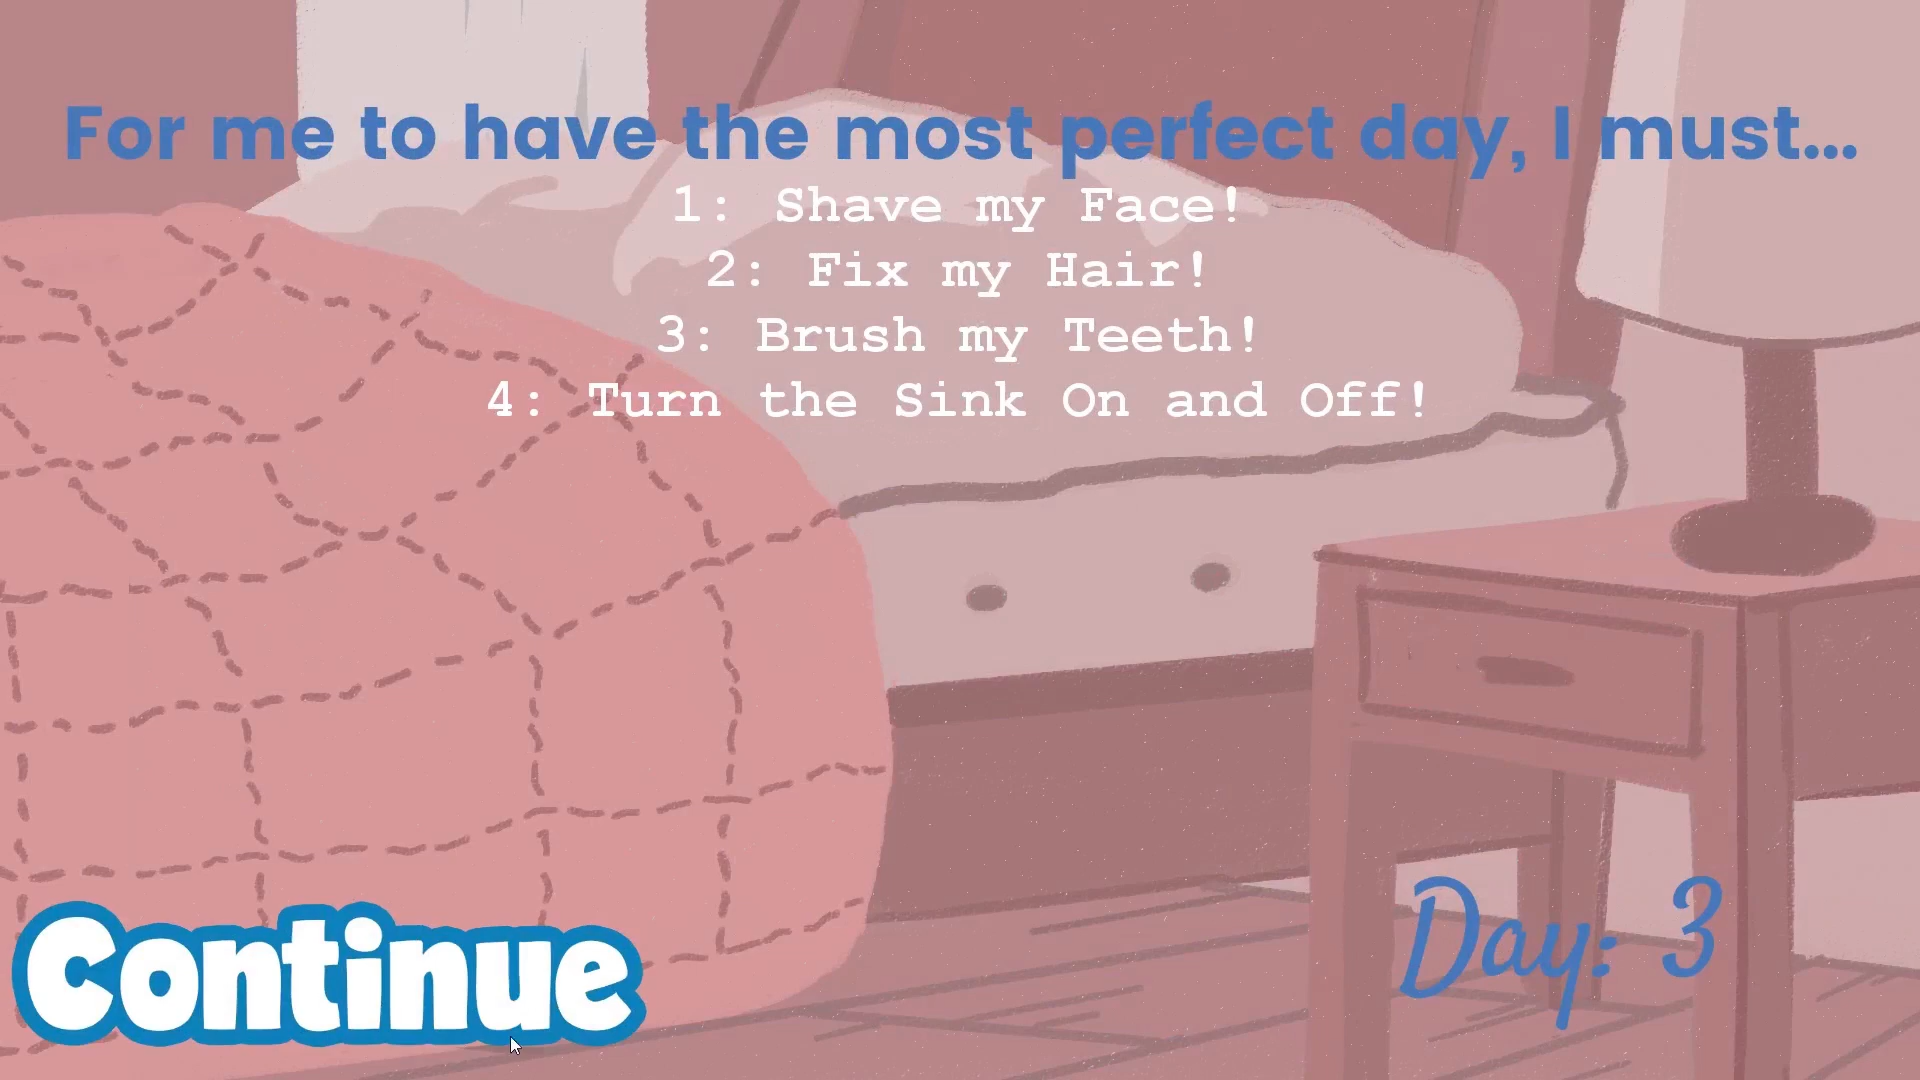 For me to have the most perfect day, I must...
1: Shave my Face!
2: Fix my Hair!
3: Brush my Teeth!
4: Turn the Sink On and Off!
Continue
Day: 3